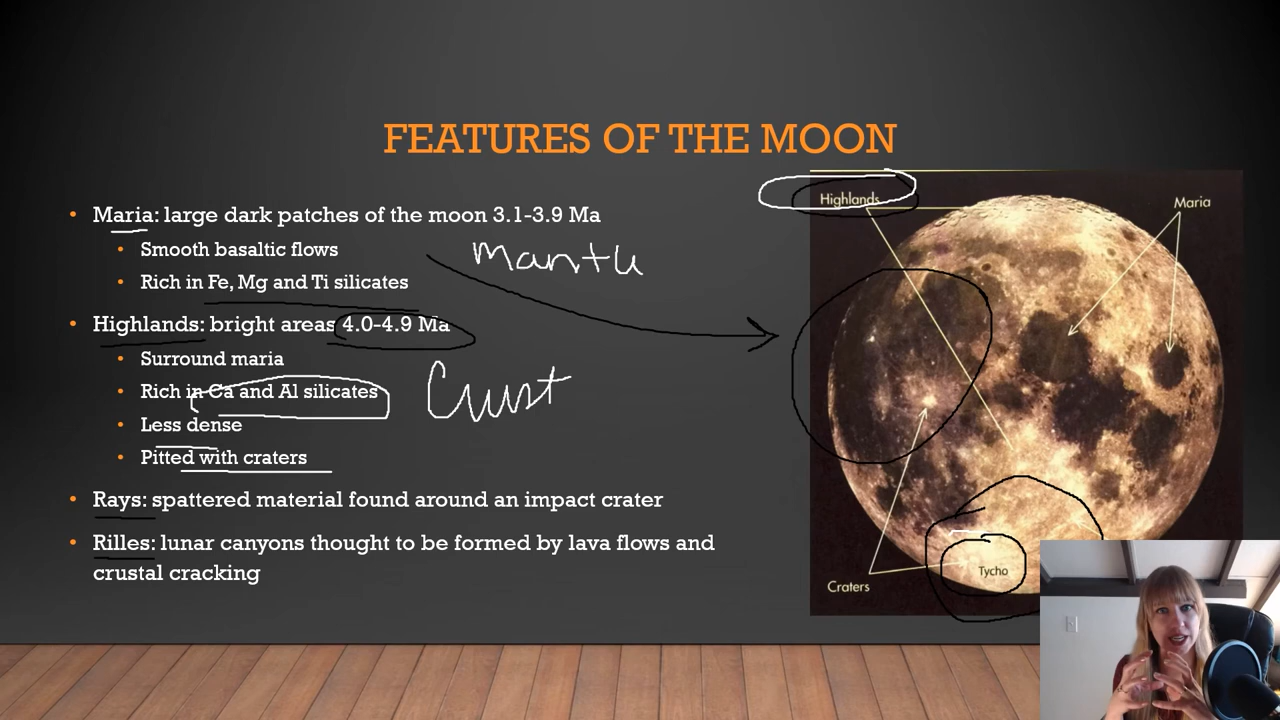 FEATURES OF THE MOON
• Maria: large dark patches of the moon 3.1-3.9 Ma
• Smooth basaltic flows
• Rich in Fe, Mg and Ti silicates
Mantle
• Highlands: bright areas 4.0-4.9 Ma
• Surround maria
• Rich in Ca and Al silicates
Crust
• Less dense
• Pitted with craters
• Rays: spattered material found around an impact crater
• Rilles: lunar canyons thought to be formed by lava flows and
crustal cracking
Highlands
Maria
Craters
Tycho